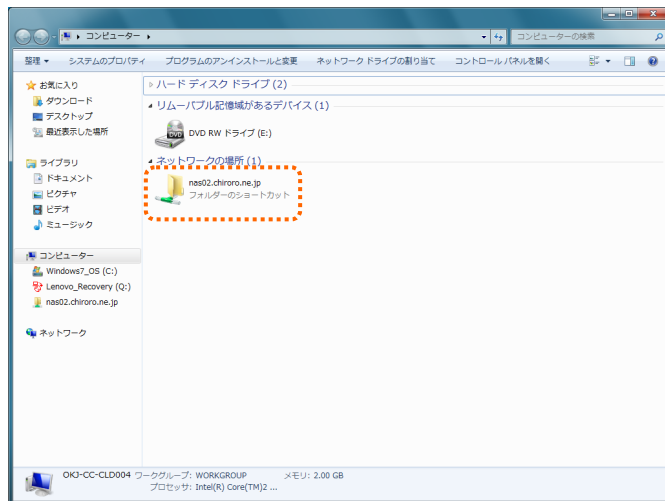 コンピューター
コンピューターの検索
整理 システムのプロパティ プログラムのアンインストールと変更 ネットワーク ドライブの割り当て コントロール パネルを開く
お気に入り
ダウンロード
デスクトップ
最近表示した場所
ライブラリ
ドキュメント
ピクチャ
ビデオ
ミュージック
コンピューター
Windows7_OS (C:)
Lenovo_Recovery (Q:)
nas02.chiroro.ne.jp
ネットワーク
ハード ディスク ドライブ (2)
リムーバブル記憶域があるデバイス (1)
DVD RW ドライブ (E:)
ネットワークの場所 (1)
nas02.chiroro.ne.jp
フォルダーのショートカット
OKJ-CC-CLD004 ワークグループ: WORKGROUP メモリ: 2.00 GB
プロセッサ: Intel(R) Core(TM)2 ...